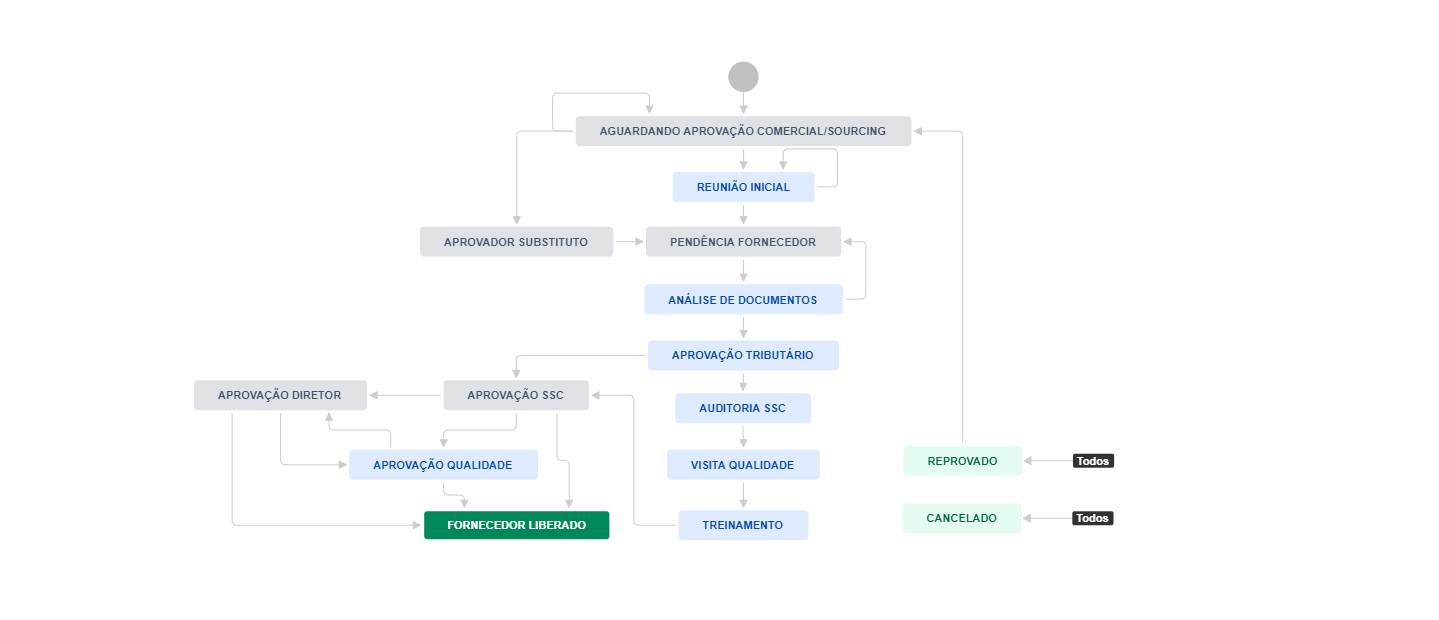 AGUARDANDO APROVAÇÃO COMERCIAL/SOURCING
REUNIÃO INICIAL
APROVADOR SUBSTITUTO
PENDÊNCIA FORNECEDOR
ANÁLISE DE DOCUMENTOS
APROVAÇÃO TRIBUTÁRIO
APROVAÇÃO DIRETOR
APROVAÇÃO SSC
AUDITORIA SSC
APROVAÇÃO QUALIDADE
VISITA QUALIDADE
REPROVADO
Todos
FORNECEDOR LIBERADO
TREINAMENTO
CANCELADO
Todos